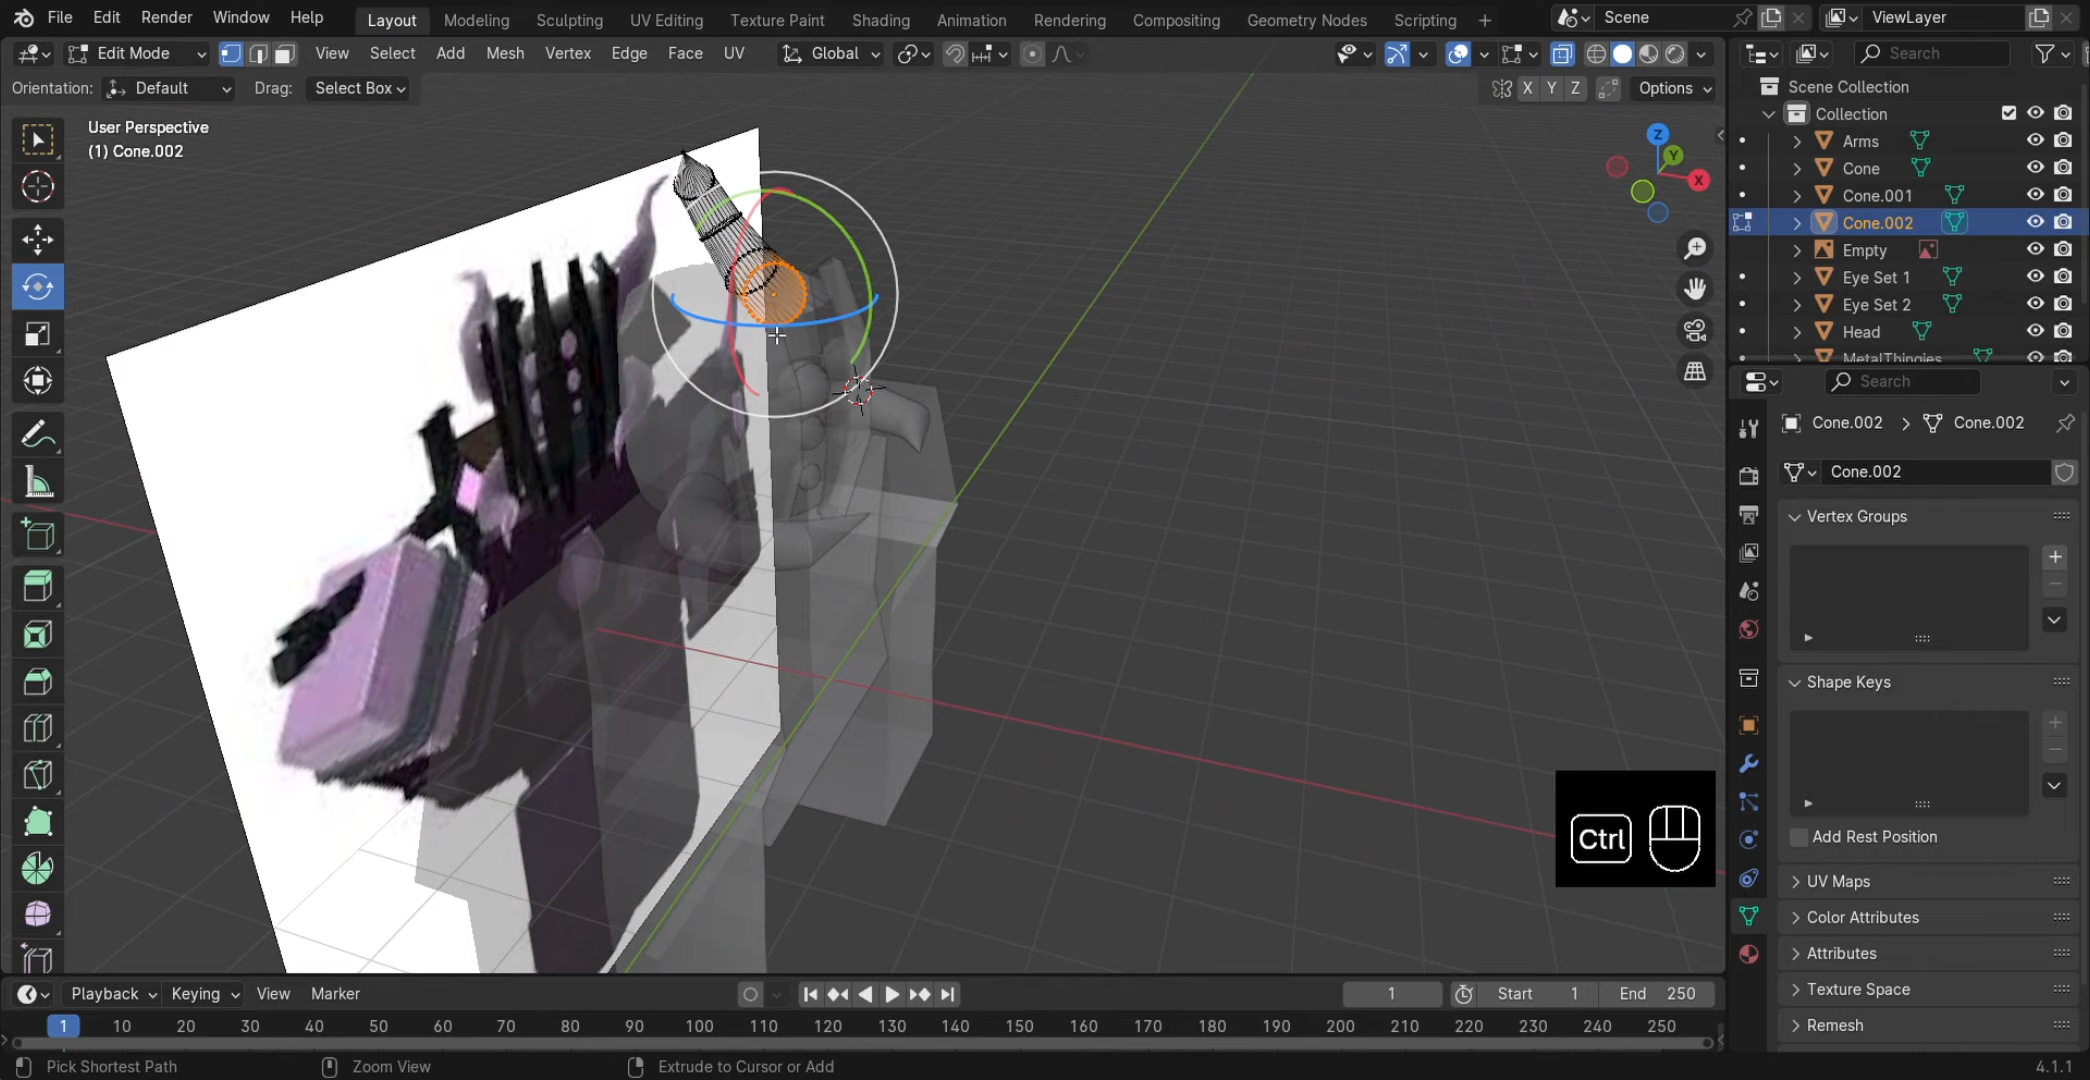 File Edit Render Window Help Layout Modeling Sculpting UV Editing Texture Paint Shading Animation Rendering Compositing Geometry Nodes Scripting + Scene ViewLayer
Edit Mode View Select Add Mesh Vertex Edge Face UV Global Search
Orientation: Default Drag: Select Box X Y Z Options
User Perspective
(1) Cone.002
Z
Y
X
Scene Collection
Collection
Arms
Cone
Cone.001
Cone.002
Empty
Eye Set 1
Eye Set 2
Head
MetalThingies
Search
Cone.002 > Cone.002
Cone.002
Vertex Groups
Shape Keys
Add Rest Position
UV Maps
Color Attributes
Attributes
Texture Space
Remesh
Ctrl
Playback Keying View Marker 1 Start 1 End 250
1 10 20 30 40 50 60 70 80 90 100 110 120 130 140 150 160 170 180 190 200 210 220 230 240 250
Pick Shortest Path Zoom View Extrude to Cursor or Add 4.1.1